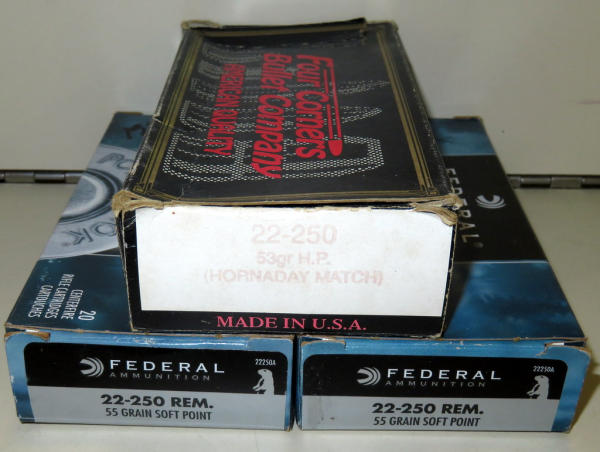 Four Corners
Bullet Company
AMERICAN QUALITY
22-250
53gr H.P.
(HORNADAY MATCH)
MADE IN U.S.A.
FEDERAL
20
CENTERFIRE
RIFLE CARTRIDGES
CARTOUCHES
FEDERAL
AMMUNITION
22250A
22-250 REM.
55 GRAIN SOFT POINT
FEDERAL
AMMUNITION
22250A
22-250 REM.
55 GRAIN SOFT POINT